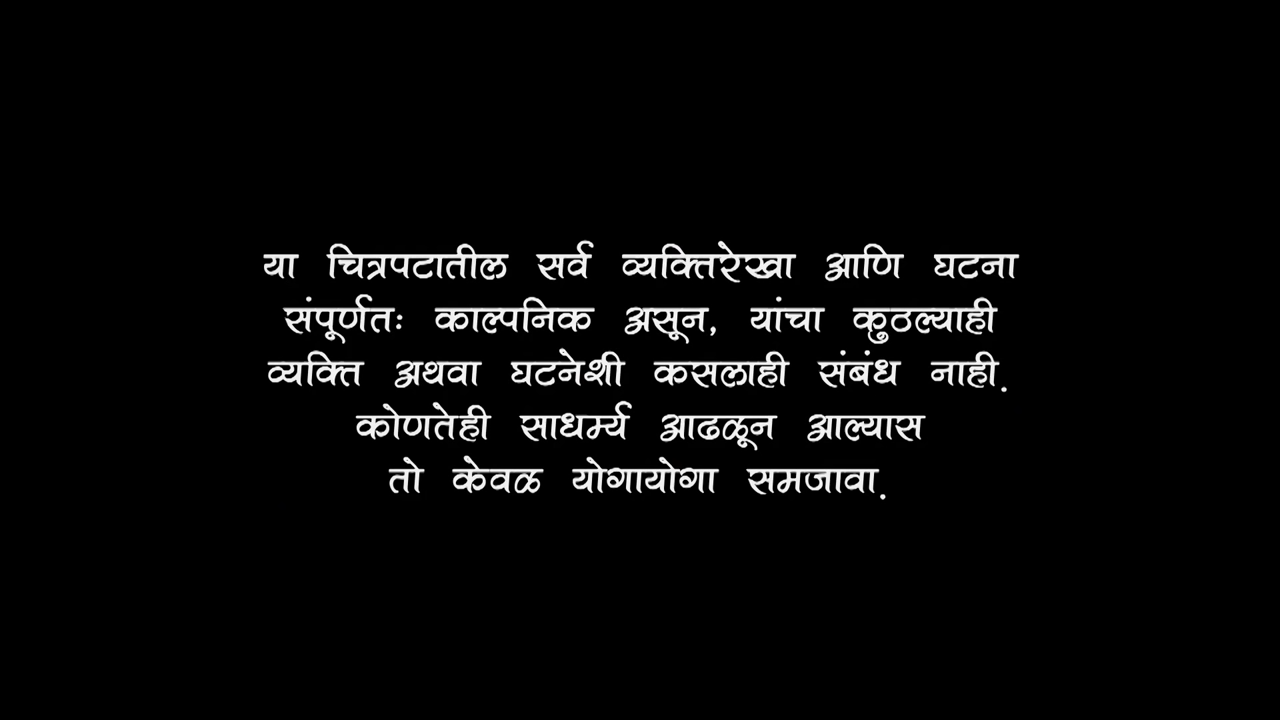 या चित्रपटातील सर्व व्यक्तिरेखा आणि घटना
संपूर्णतः काल्पनिक असून, यांचा कुठल्याही
व्यक्ति अथवा घटनेशी कसलाही संबंध नाही.
कोणतेही साधर्म्य आढळून आल्यास
तो केवळ योगायोगा समजावा.